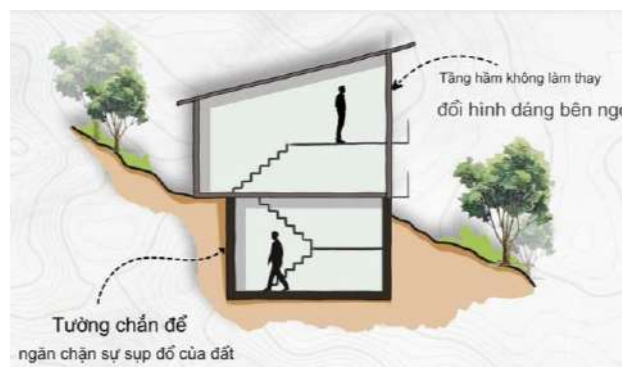 Tầng hầm không làm thay
đổi hình dáng bên
Tường chắn để
ngăn chặn sự sụp đổ của đất